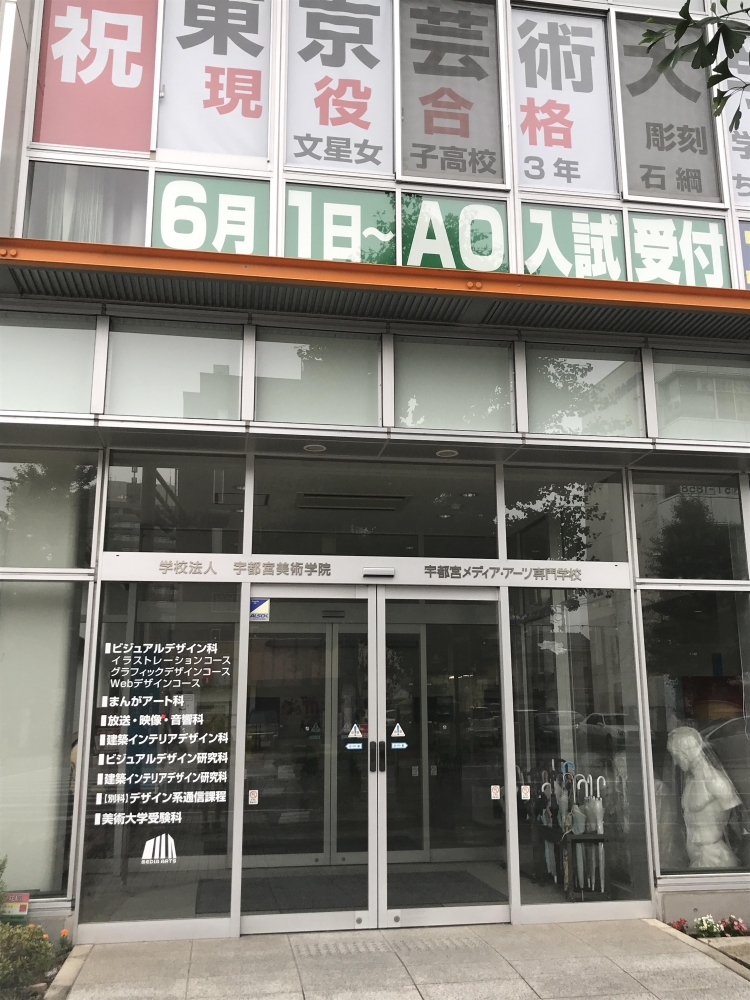 祝 東京芸術大
現役合格
文星女子高校3年
彫刻
石綱
6月1日~AO入試受付
学校法人 宇都宮美術学院
宇都宮メディア・アーツ専門学校
ビジュアルデザイン科
イラストレーションコース
グラフィックデザインコース
Webデザインコース
まんがアート科
放送・映像・音響科
建築インテリアデザイン科
ビジュアルデザイン研究科
建築インテリアデザイン研究科
[別科]デザイン系通信課程
美術大学受験科
MEDIA ARTS
ALSOK